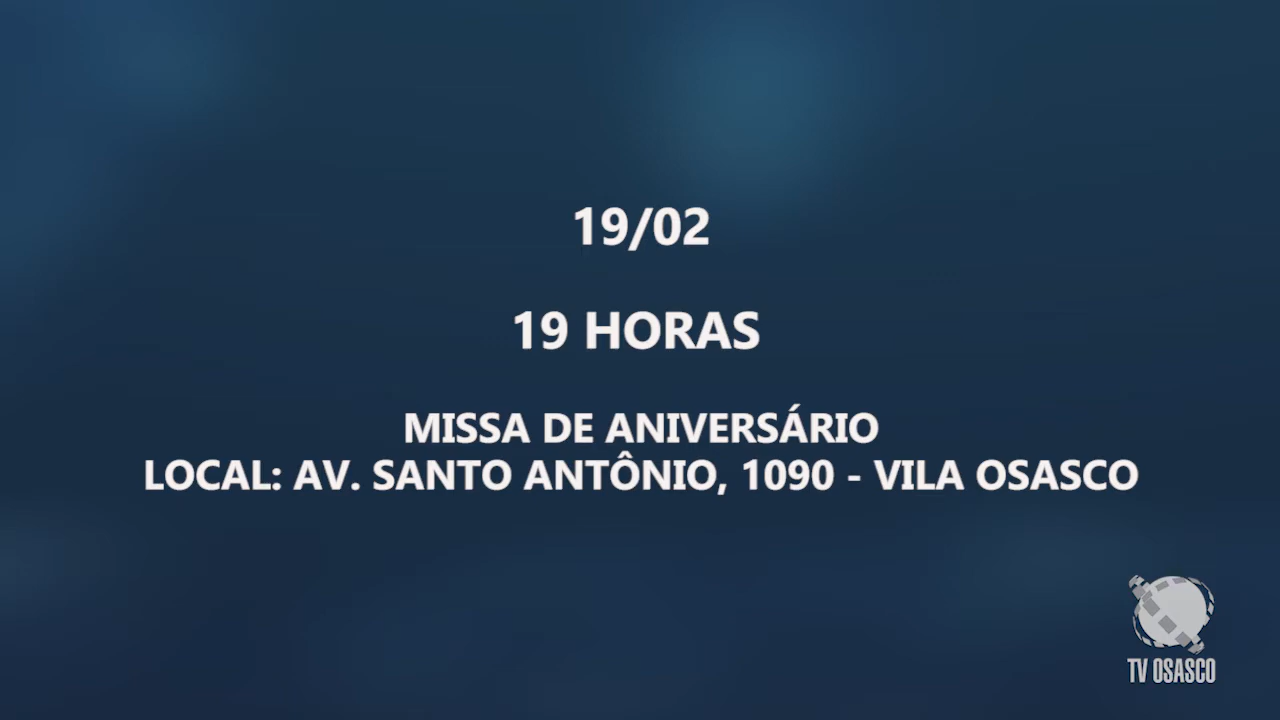 19/02
19 HORAS
MISSA DE ANIVERSÁRIO
LOCAL: AV. SANTO ANTÔNIO, 1090 - VILA OSASCO
TV OSASCO